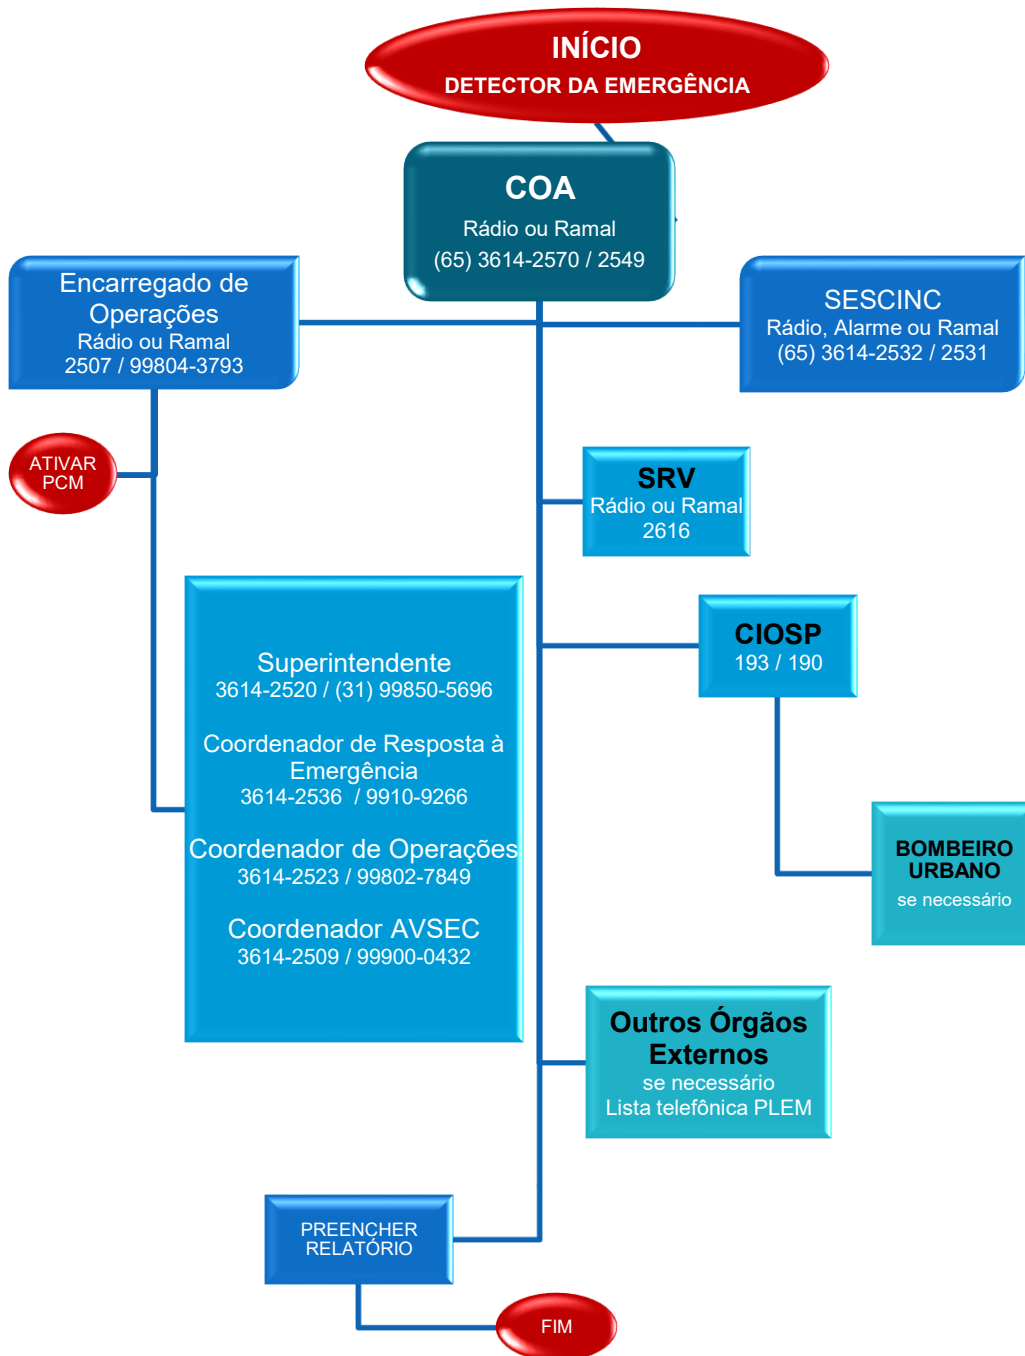 INÍCIO
DETECTOR DA EMERGÊNCIA
COA
Rádio ou Ramal
(65) 3614-2570 / 2549
Encarregado de
Operações
Rádio ou Ramal
2507 / 99804-3793
SESCINC
Rádio, Alarme ou Ramal
(65) 3614-2532 / 2531
ATIVAR
PCM
SRV
Rádio ou Ramal
2616
CIOSP
193 / 190
Superintendente
3614-2520 / (31) 99850-5696
Coordenador de Resposta à
Emergência
3614-2536 / 9910-9266
Coordenador de Operações
3614-2523 / 99802-7849
Coordenador AVSEC
3614-2509 / 99900-0432
BOMBEIRO
URBANO
se necessário
Outros Órgãos
Externos
se necessário
Lista telefônica PLEM
PREENCHER
RELATÓRIO
FIM